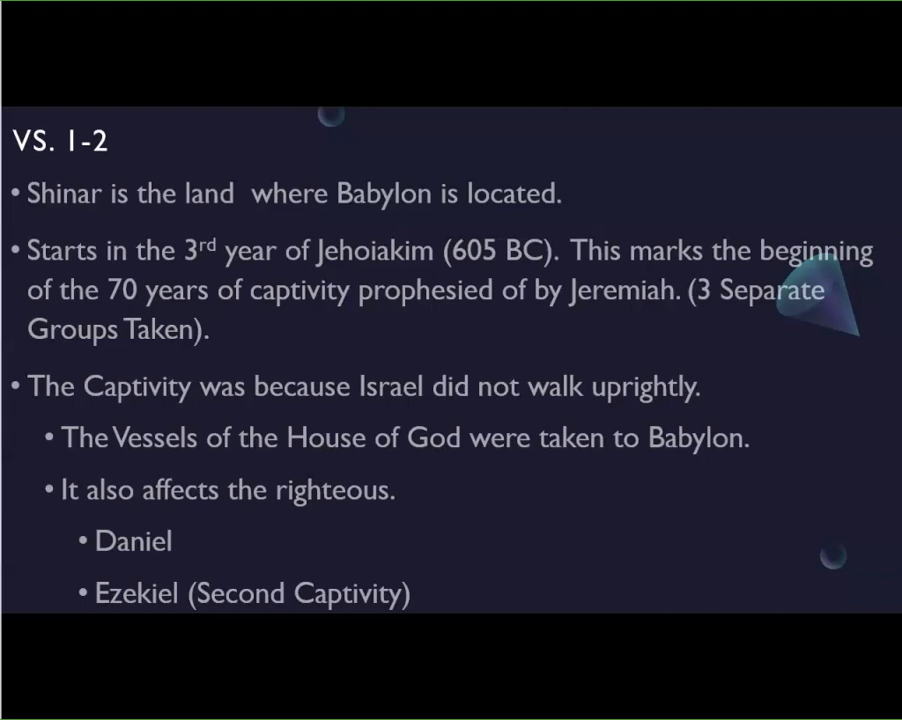 VS. 1-2
• Shinar is the land  where Babylon is located.
• Starts in the 3rd year of Jehoiakim (605 BC).  This marks the beginning
of the 70 years of captivity prophesied of by Jeremiah. (3 Separate
Groups Taken).
• The Captivity was because Israel did not walk uprightly.
• The Vessels of the House of God were taken to Babylon.
• It also affects the righteous.
• Daniel
• Ezekiel (Second Captivity)